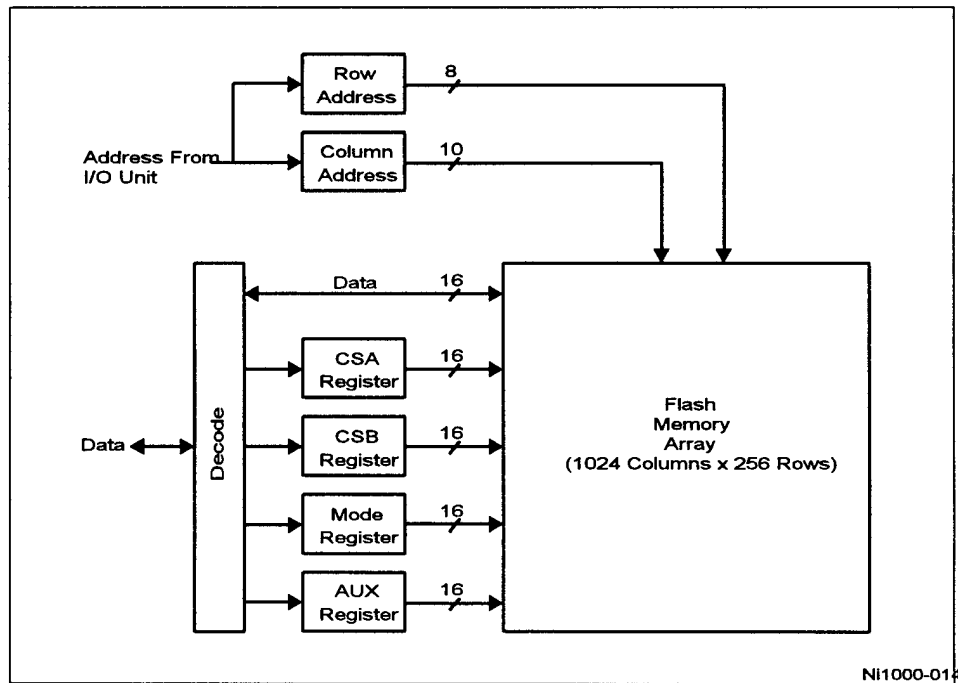 Row
Address
8
Address From
I/O Unit
Column
Address
10
Decode
Data
16
CSA
Register
16
Data
CSB
Register
16
Mode
Register
16
AUX
Register
16
Flash
Memory
Array
(1024 Columns x 256 Rows)